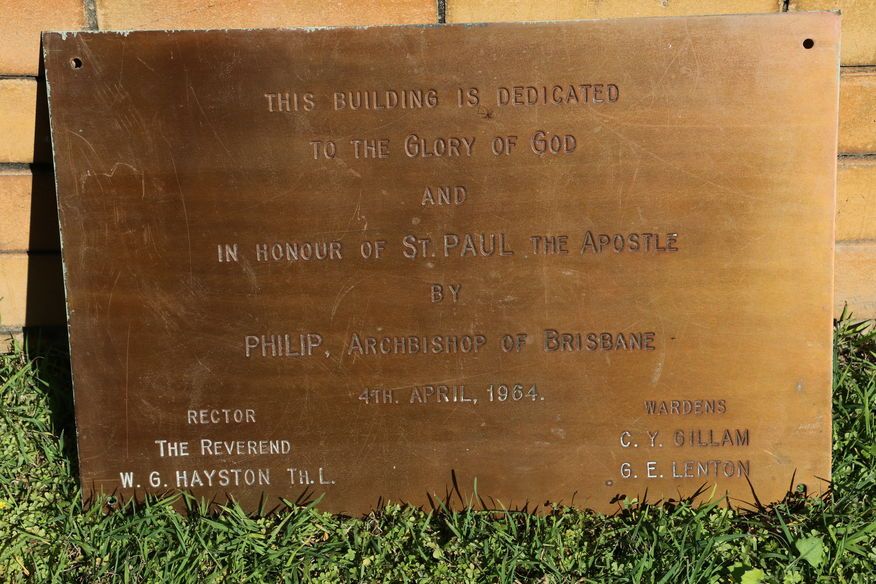 THIS BUILDING IS DEDICATED
TO THE GLORY OF GOD
AND
IN HONOUR OF ST. PAUL THE APOSTLE
BY
PHILIP, ARCHBISHOP OF BRISBANE
4TH. APRIL, 1964.
RECTOR
THE REVEREND
W. G. HAYSTON TH.L.
WARDENS
C. Y. GILLAM
G. E. LENTON